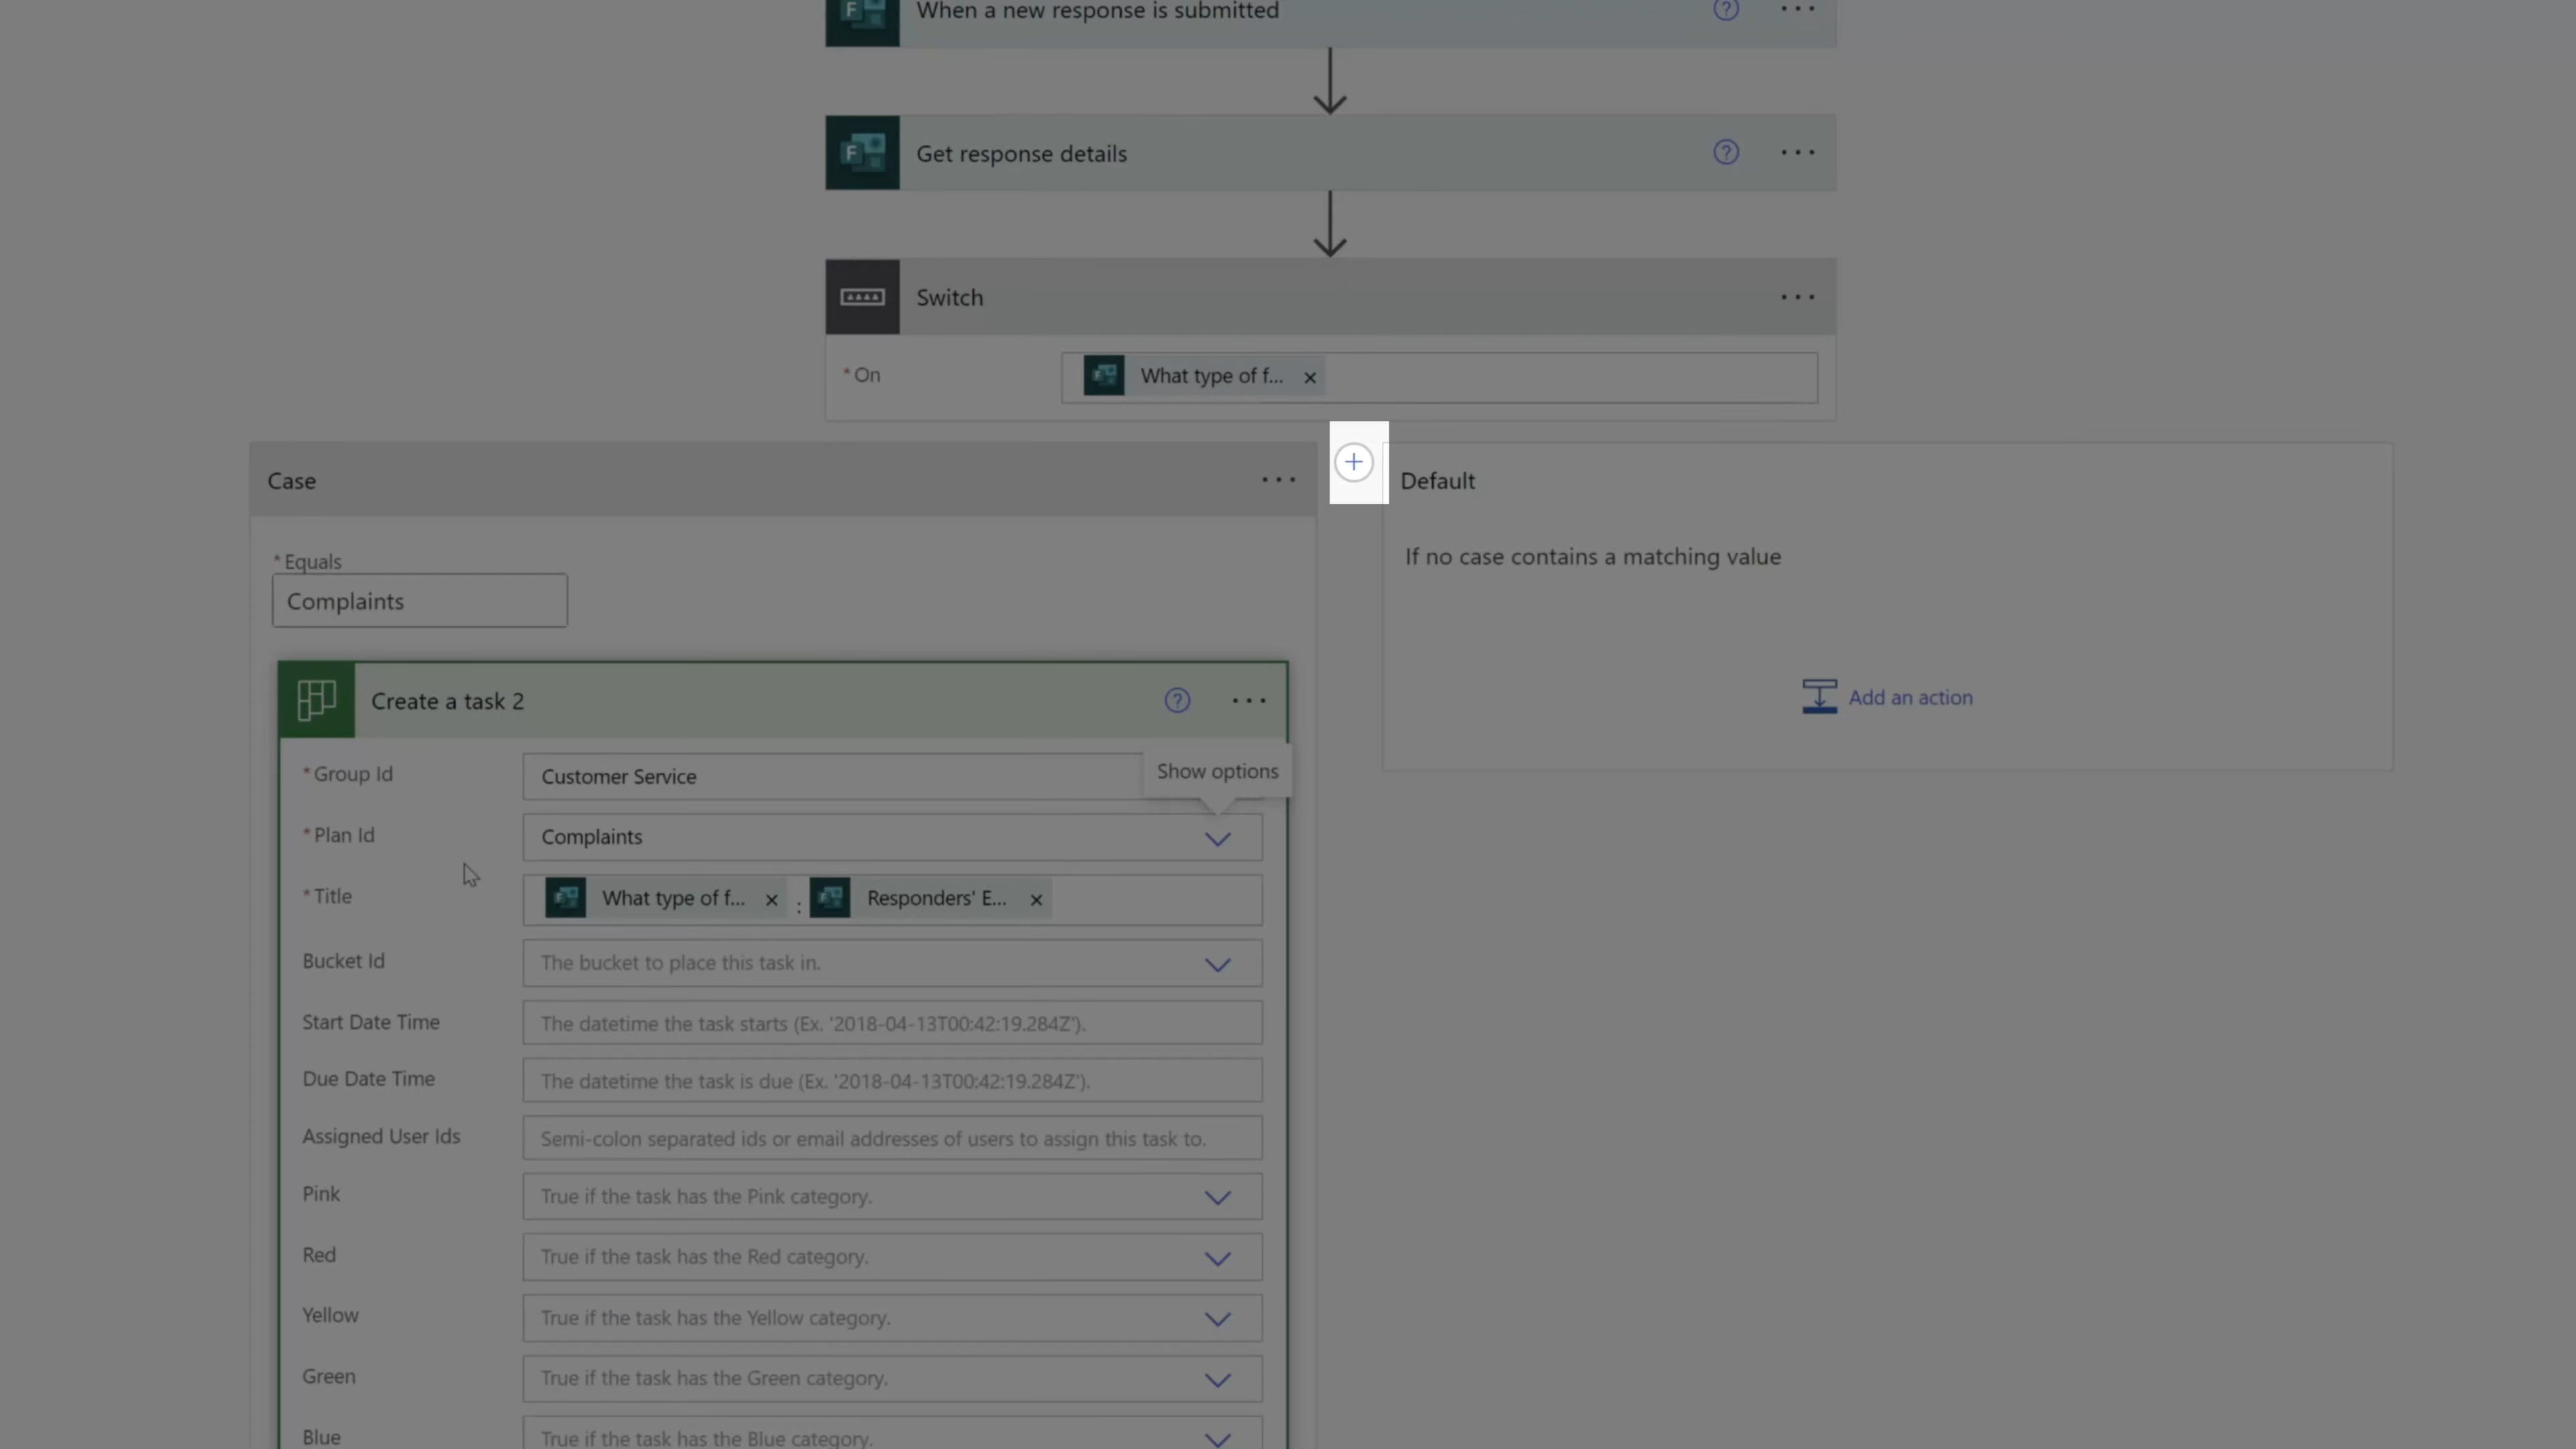 When a new response is submitted
Get response details
Switch
* On
What type of f... ×
Case
Default
* Equals
Complaints
If no case contains a matching value
Add an action
Create a task 2
* Group Id
Customer Service
Show options
* Plan Id
Complaints
* Title
What type of f... × ; Responders' E... ×
Bucket Id
The bucket to place this task in.
Start Date Time
The datetime the task starts (Ex. '2018-04-13T00:42:19.284Z').
Due Date Time
The datetime the task is due (Ex. '2018-04-13T00:42:19.284Z').
Assigned User Ids
Semi-colon separated ids or email addresses of users to assign this task to.
Pink
True if the task has the Pink category.
Red
True if the task has the Red category.
Yellow
True if the task has the Yellow category.
Green
True if the task has the Green category.
Blue
True if the task has the Blue category.